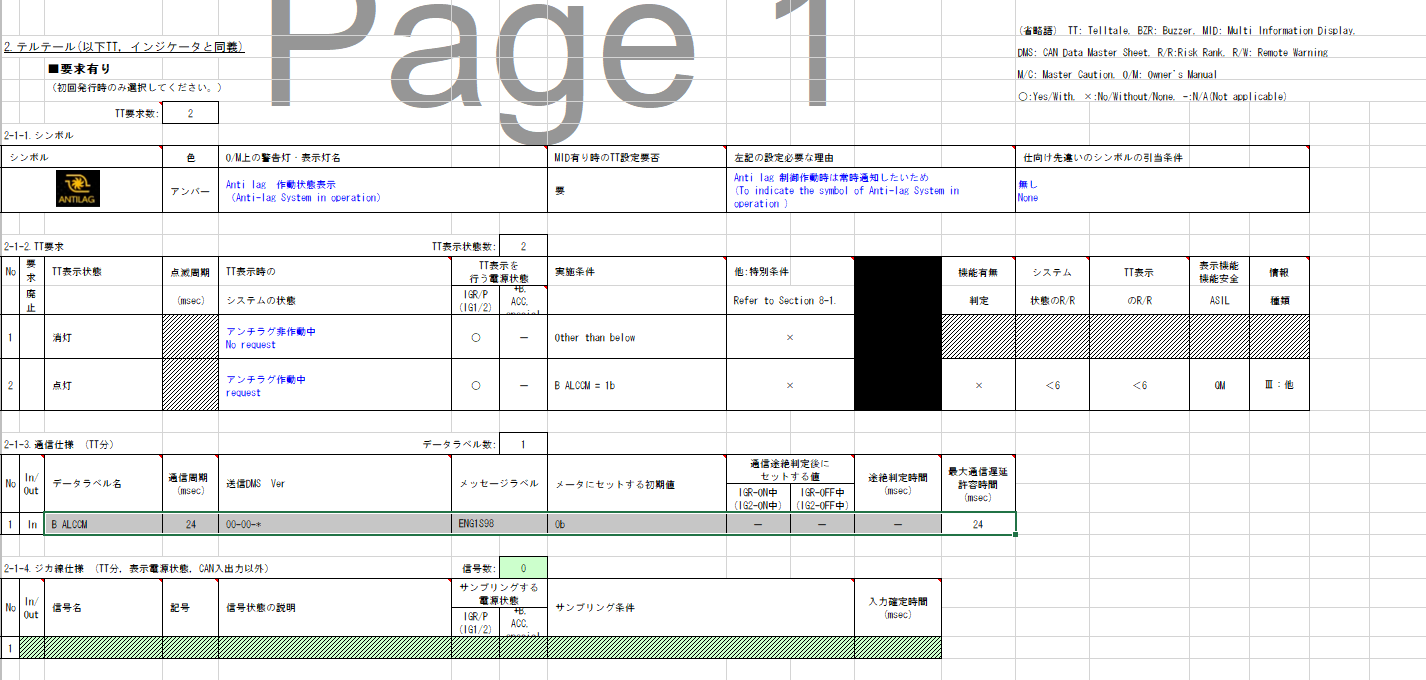 Page 1
(省略語) TT: Telltale, BZR: Buzzer, MID: Multi Information Display,
DMS: CAN Data Master Sheet, R/R:Risk Rank, R/W: Remote Warning
M/C: Master Caution, O/M: Owner's Manual
○:Yes/With, ×:No/Without/None, -:N/A(Not applicable)
2.テルテール(以下TT, インジケータと同義)
■要求有り
(初回発行時のみ選択してください。)
TT要求数: 2
2-1-1.シンボル
シンボル 色 O/M上の警告灯・表示灯名 MID有り時のTT設定要否 左記の設定必要な理由 仕向け先違いのシンボルの引当条件
ANTILAG
アンバー
Anti lag 作動状態表示
(Anti-lag System in operation)
要
Anti lag 制御作動時は常時通知したいため
(To indicate the symbol of Anti-lag System in
operation )
無し
None
2-1-2.TT要求 TT表示状態数: 2
No 要求 廃止 TT表示状態 点滅周期 (msec) TT表示時の システムの状態 TT表示を 行う電源状態 IGR/P (IG1/2) +B, ACC, 実施条件 他:特別条件 Refer to Section 8-1. 機能有無 判定 システム 状態のR/R TT表示 のR/R 表示機能 機能安全 ASIL 情報 種類
1 消灯 アンチラグ非作動中 No request ○ − Other than below ×
2 点灯 アンチラグ作動中 request ○ − B ALCCM = 1b × × <6 <6 QM Ⅲ:他
2-1-3.通信仕様 (TT分) データラベル数: 1
No In/Out データラベル名 通信周期 (msec) 送信DMS Ver メッセージラベル メータにセットする初期値 通信途絶判定後に セットする値 IGR-ON中 (IG2-ON中) IGR-OFF中 (IG2-OFF中) 途絶判定時間 (msec) 最大通信遅延 許容時間 (msec)
1 In B ALCCM 24 00-00-* ENG1S98 0b − − − 24
2-1-4.ジカ線仕様 (TT分, 表示電源状態, CAN入出力以外) 信号数: 0
No In/Out 信号名 記号 信号状態の説明 サンプリングする 電源状態 IGR/P (IG1/2) +B, ACC, サンプリング条件 入力確定時間 (msec)
1